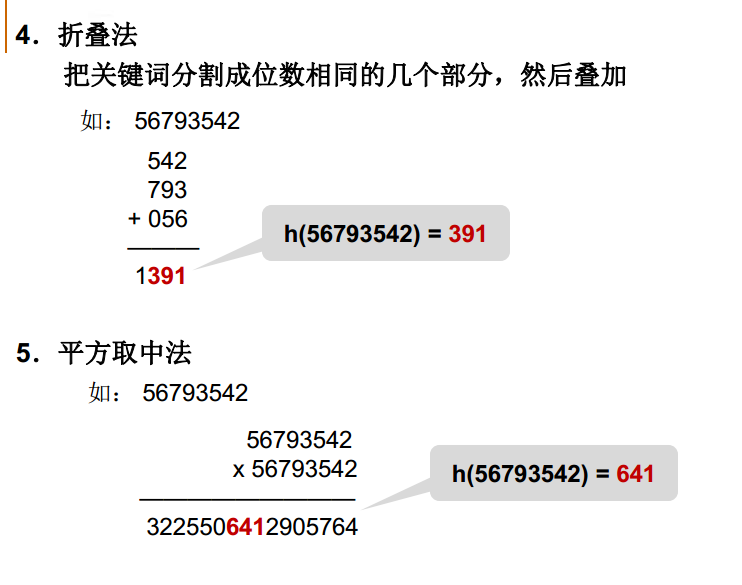 4．折叠法
把关键词分割成位数相同的几个部分，然后叠加
如： 56793542
542
793
+ 056
h(56793542) = 391
1391
5．平方取中法
如： 56793542
56793542
x 56793542
h(56793542) = 641
3225506412905764